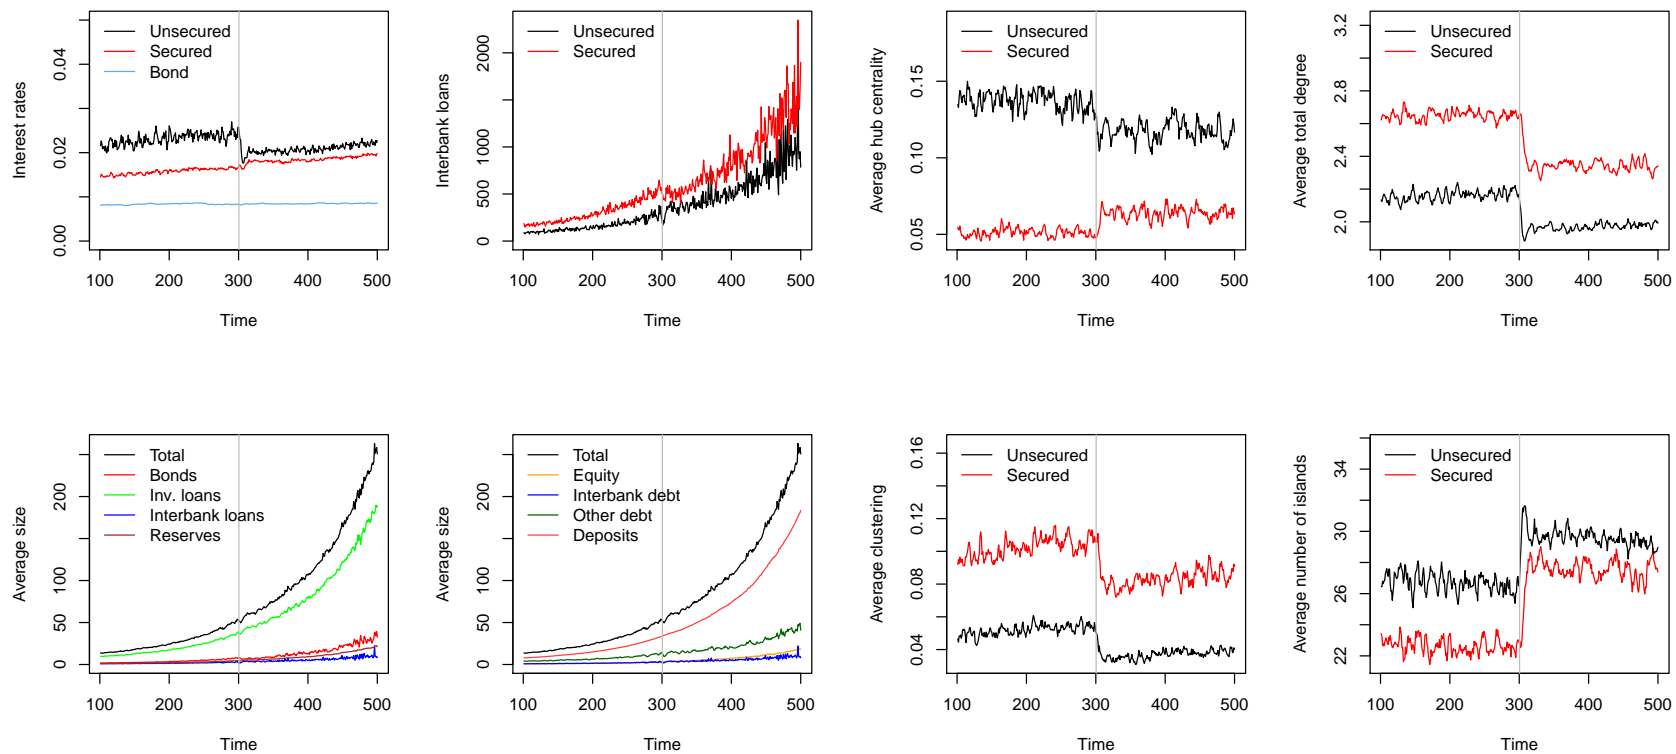 Interest rates
0.00
0.02
0.04
Unsecured
Secured
Bond
100
200
300
400
500
Time
Interbank loans
0
500
1000
2000
Unsecured
Secured
100
200
300
400
500
Time
Average hub centrality
0.05
0.10
0.15
Unsecured
Secured
100
200
300
400
500
Time
Average total degree
2.0
2.4
2.8
3.2
Unsecured
Secured
100
200
300
400
500
Time
Average size
0
50
100
200
Total
Bonds
Inv. loans
Interbank loans
Reserves
100
200
300
400
500
Time
Average size
0
50
100
200
Total
Equity
Interbank debt
Other debt
Deposits
100
200
300
400
500
Time
Average clustering
0.04
0.08
0.12
0.16
Unsecured
Secured
100
200
300
400
500
Time
Average number of islands
22
26
30
34
Unsecured
Secured
100
200
300
400
500
Time